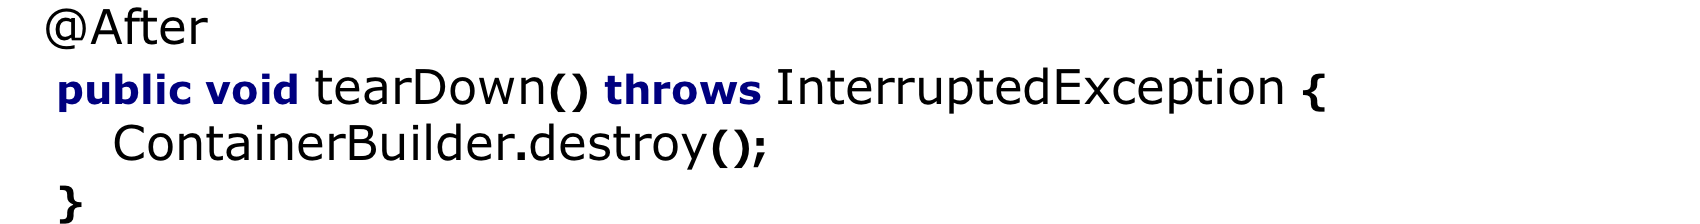 @After
public void tearDown() throws InterruptedException {
ContainerBuilder.destroy();
}